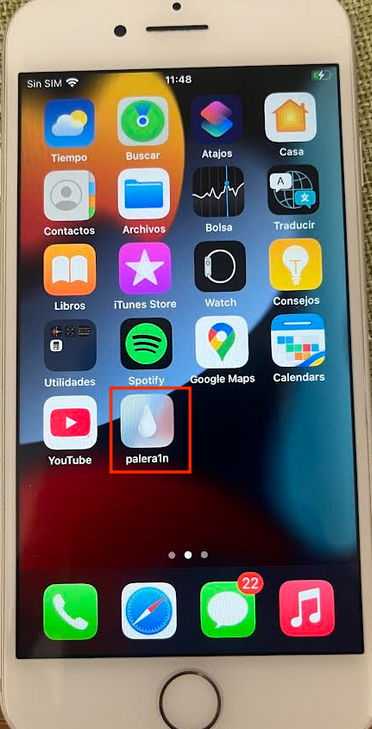 Sin SIM
11:48
Tiempo
Buscar
Atajos
Casa
Contactos
Archivos
Bolsa
Traducir
Libros
iTunes Store
Watch
Consejos
Utilidades
Spotify
Google Maps
Calendars
YouTube
palera1n
22